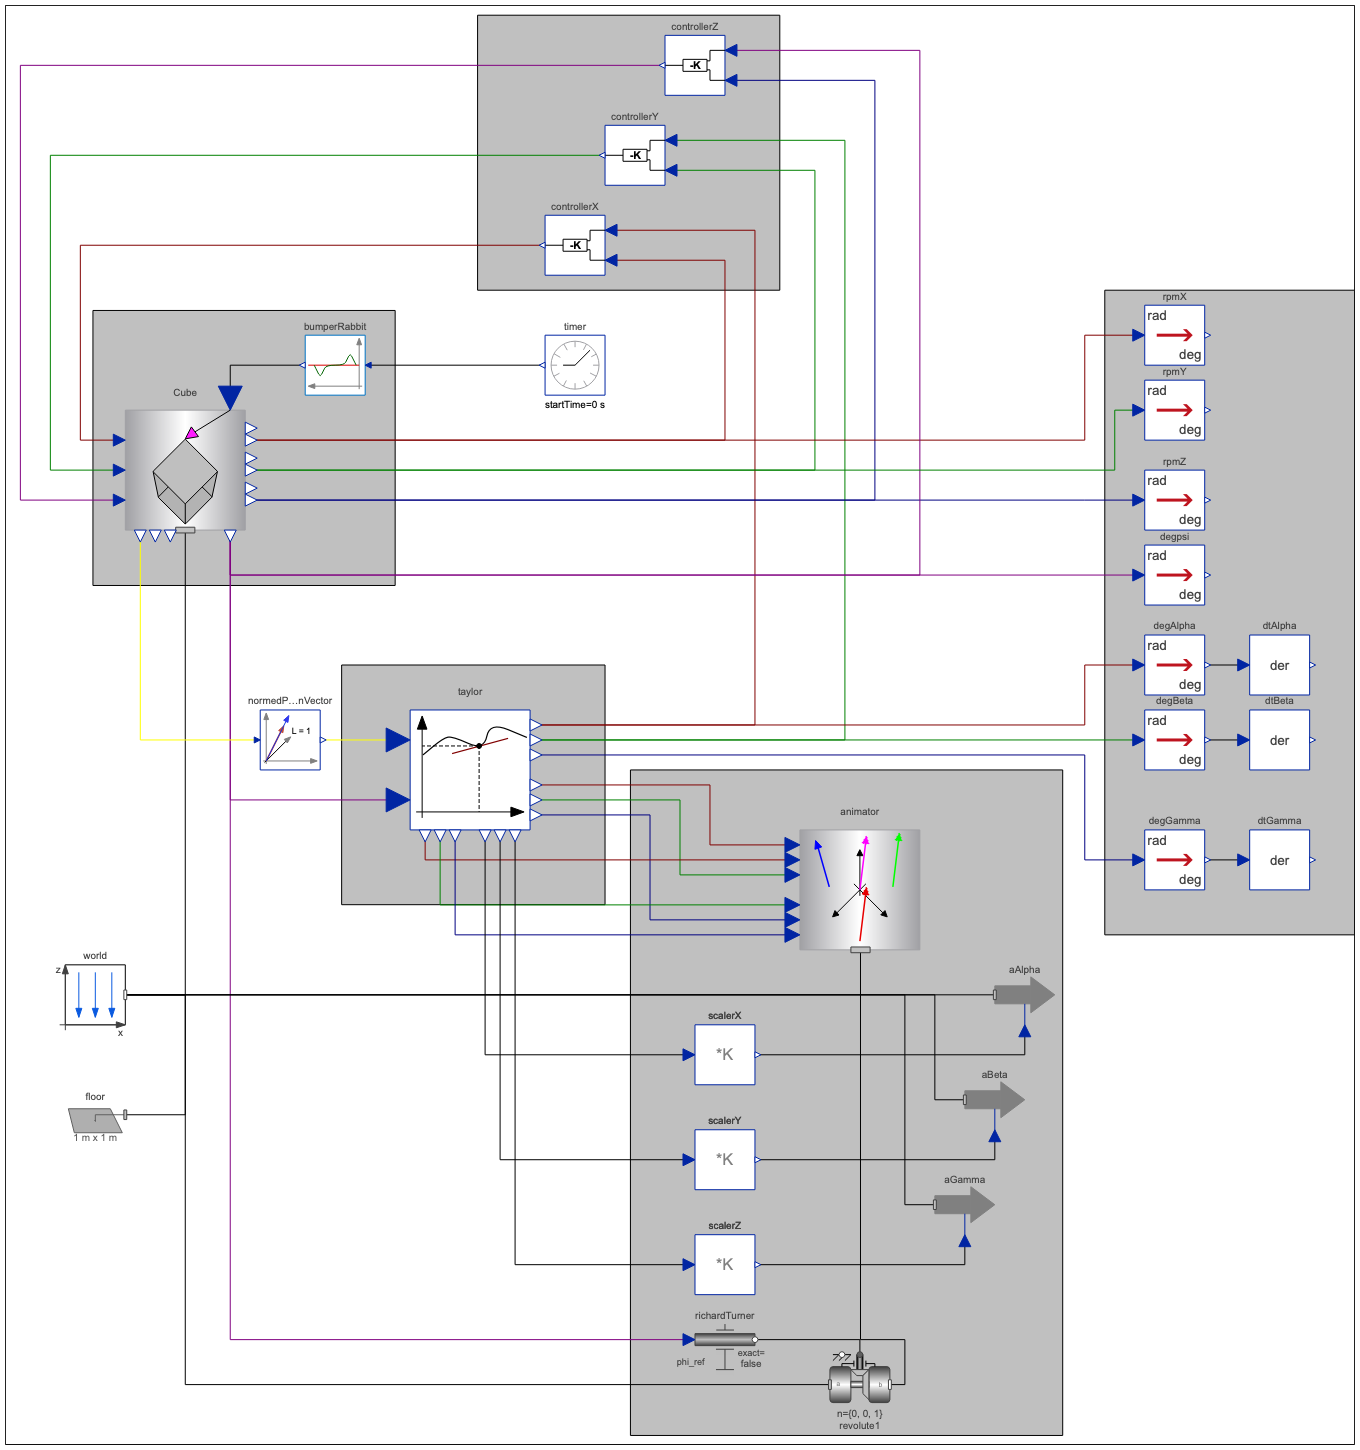 controllerZ
-K
controllerY
-K
controllerX
-K
bumperRabbit
timer
startTime=0 s
Cube
rpmX
rad
deg
rpmY
rad
deg
rpmZ
rad
deg
degpsi
rad
deg
degAlpha
rad
deg
dtAlpha
der
degBeta
rad
deg
dtBeta
der
degGamma
rad
deg
dtGamma
der
normedP...nVector
L = 1
taylor
animator
world
z
x
floor
1 m x 1 m
aAlpha
scalerX
*K
aBeta
scalerY
*K
aGamma
scalerZ
*K
richardTurner
phi_ref
exact=
false
a
b
n={0, 0, 1}
revolute1